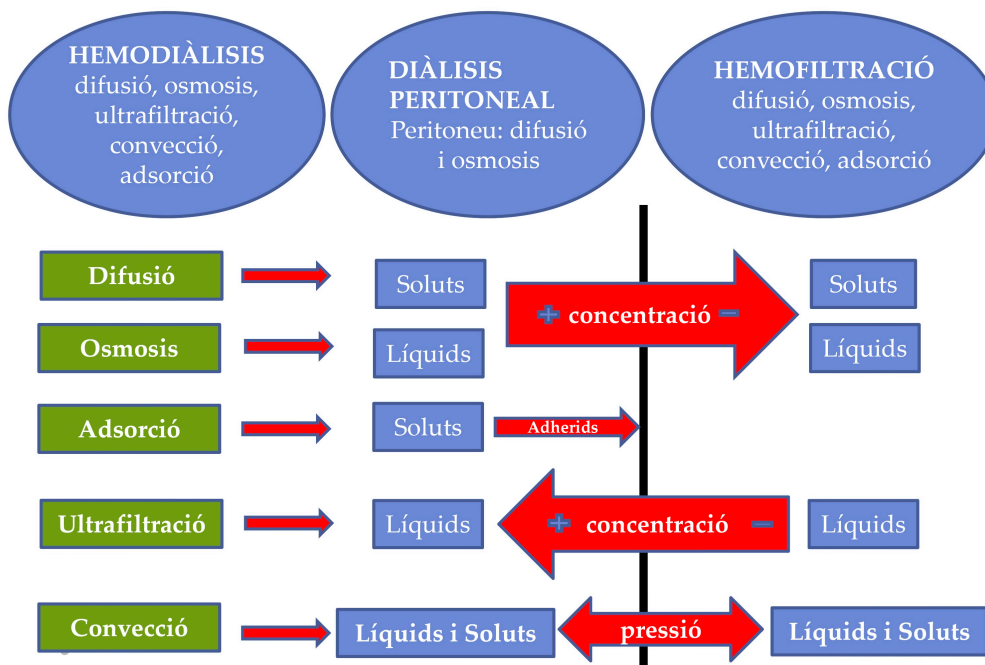 HEMODIÀLISIS
difusió, osmosis,
ultrafiltració,
convecció,
adsorció
DIÀLISIS
PERITONEAL
Peritoneu: difusió
i osmosis
HEMOFILTRACIÓ
difusió, osmosis,
ultrafiltració,
convecció, adsorció
Difusió
Soluts
+ concentració −
Soluts
Osmosis
Líquids
Líquids
Adsorció
Soluts
Adherids
Ultrafiltració
Líquids
+ concentració −
Líquids
Convecció
Líquids i Soluts
pressió
Líquids i Soluts